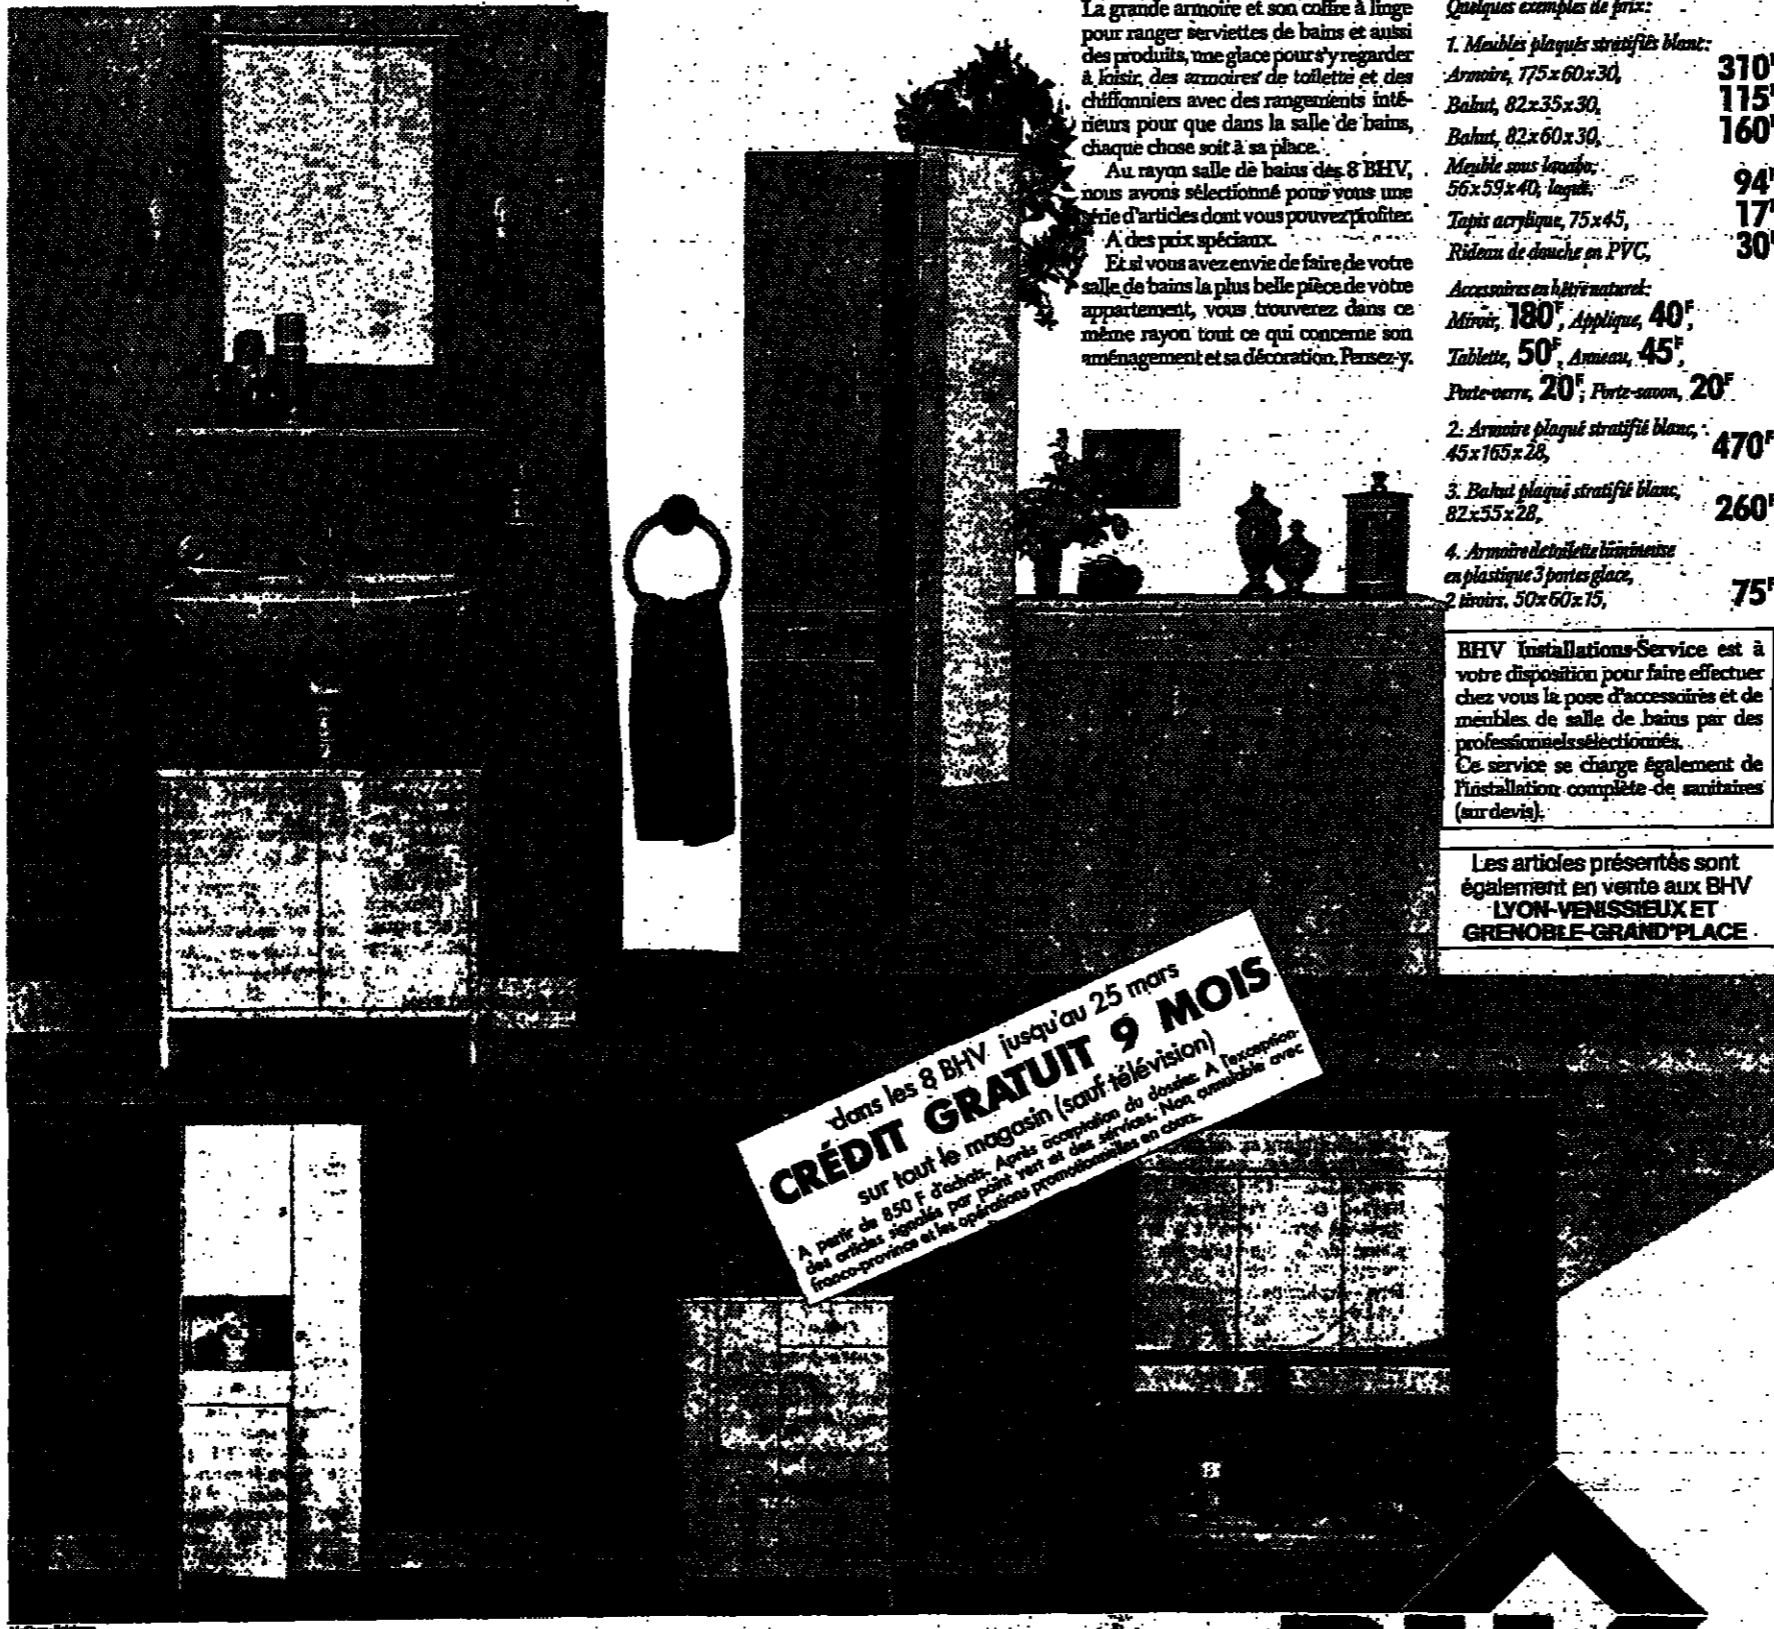 La grande armoire et son coffre à linge
pour ranger serviettes de bains et aussi
des produits, une glace pour s'y regarder
à loisir, des armoires de toilette et des
chiffonniers avec des rangements inté-
rieurs pour que dans la salle de bains,
chaque chose soit à sa place.
Au rayon salle de bains des 8 BHV,
nous avons sélectionné pour vous une
série d'articles dont vous pouvez profiter.
A des prix spéciaux.
Et si vous avez envie de faire de votre
salle de bains la plus belle pièce de votre
appartement, vous trouverez dans ce
même rayon tout ce qui concerne son
aménagement et sa décoration. Pensez-y.
Quelques exemples de prix:
1. Meubles plaqués stratifiés blanc:
Armoire, 175x60x30, 310F
Bahut, 82x35x30, 115F
Bahut, 82x60x30, 160F
Meuble sous lavabo,
56x59x40, laqué, 94F
Tapis acrylique, 75x45, 17F
Rideau de douche en PVC, 30F
Accessoires en hêtre naturel:
Miroir, 180F, Applique, 40F,
Tablette, 50F, Anneau, 45F,
Porte-verre, 20F, Porte-savon, 20F
2. Armoire plaqué stratifié blanc,
45x165x28, 470F
3. Bahut plaqué stratifié blanc,
82x55x28, 260F
4. Armoire de toilette lumineuse
en plastique 3 portes glace,
2 tiroirs. 50x60x15, 75F
BHV Installations-Service est à
votre disposition pour faire effectuer
chez vous la pose d'accessoires et de
meubles de salle de bains par des
professionnels sélectionnés.
Ce service se charge également de
l'installation complète de sanitaires
(sur devis).
Les articles présentés sont
également en vente aux BHV
LYON-VENISSIEUX ET
GRENOBLE-GRAND'PLACE
dans les 8 BHV jusqu'au 25 mars
CRÉDIT GRATUIT 9 MOIS
sur tout le magasin (sauf télévision)
A partir de 850 F d'achats. Après acceptation du dossier. A l'exception
des articles signalés par point vert et des services. Non cumulable avec
franco-province et les opérations promotionnelles en cours.